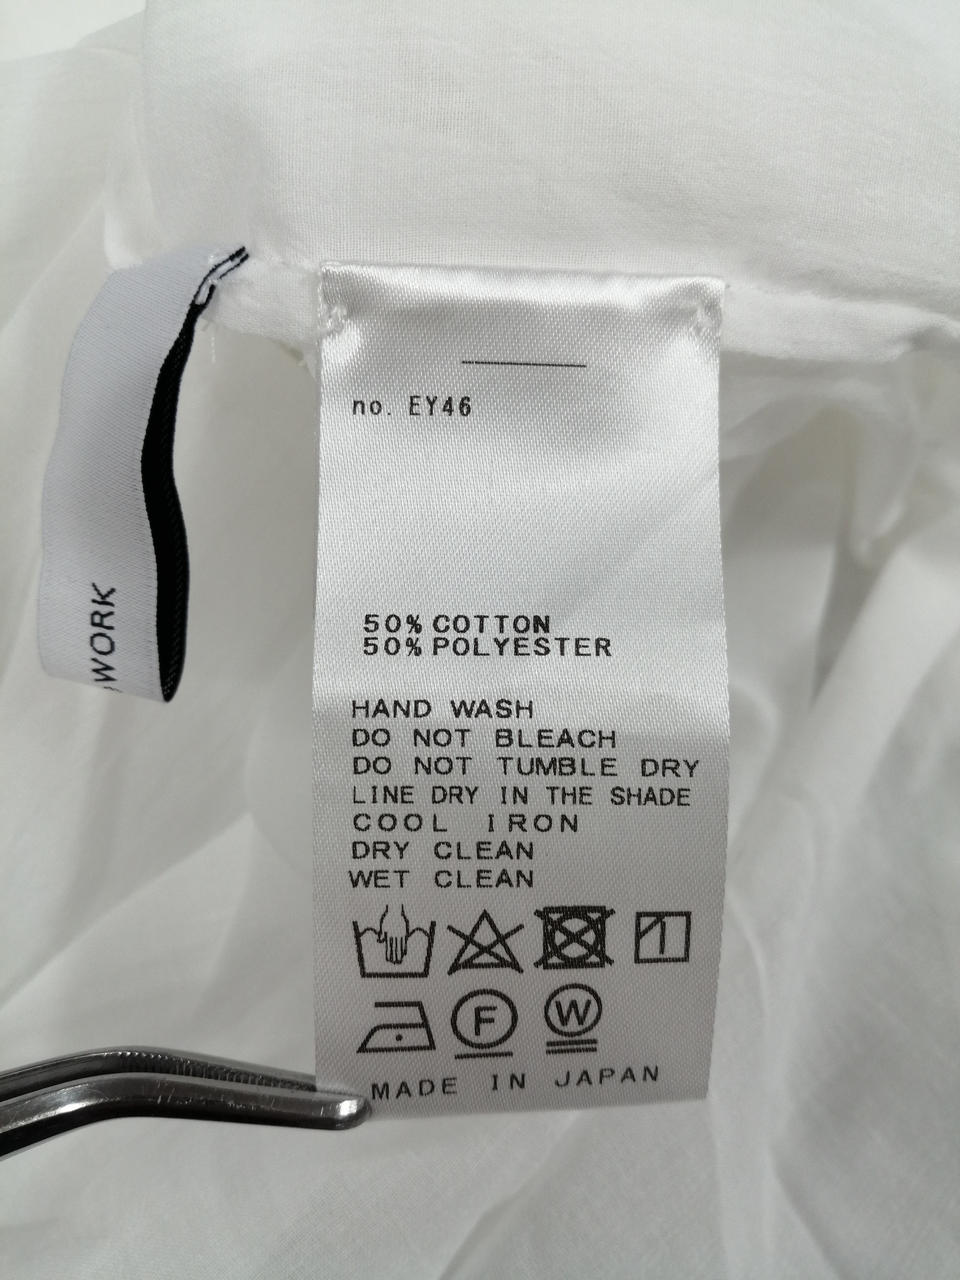 WORK
no. EY46
50% COTTON
50% POLYESTER
HAND WASH
DO NOT BLEACH
DO NOT TUMBLE DRY
LINE DRY IN THE SHADE
COOL IRON
DRY CLEAN
WET CLEAN
F
W
MADE IN JAPAN